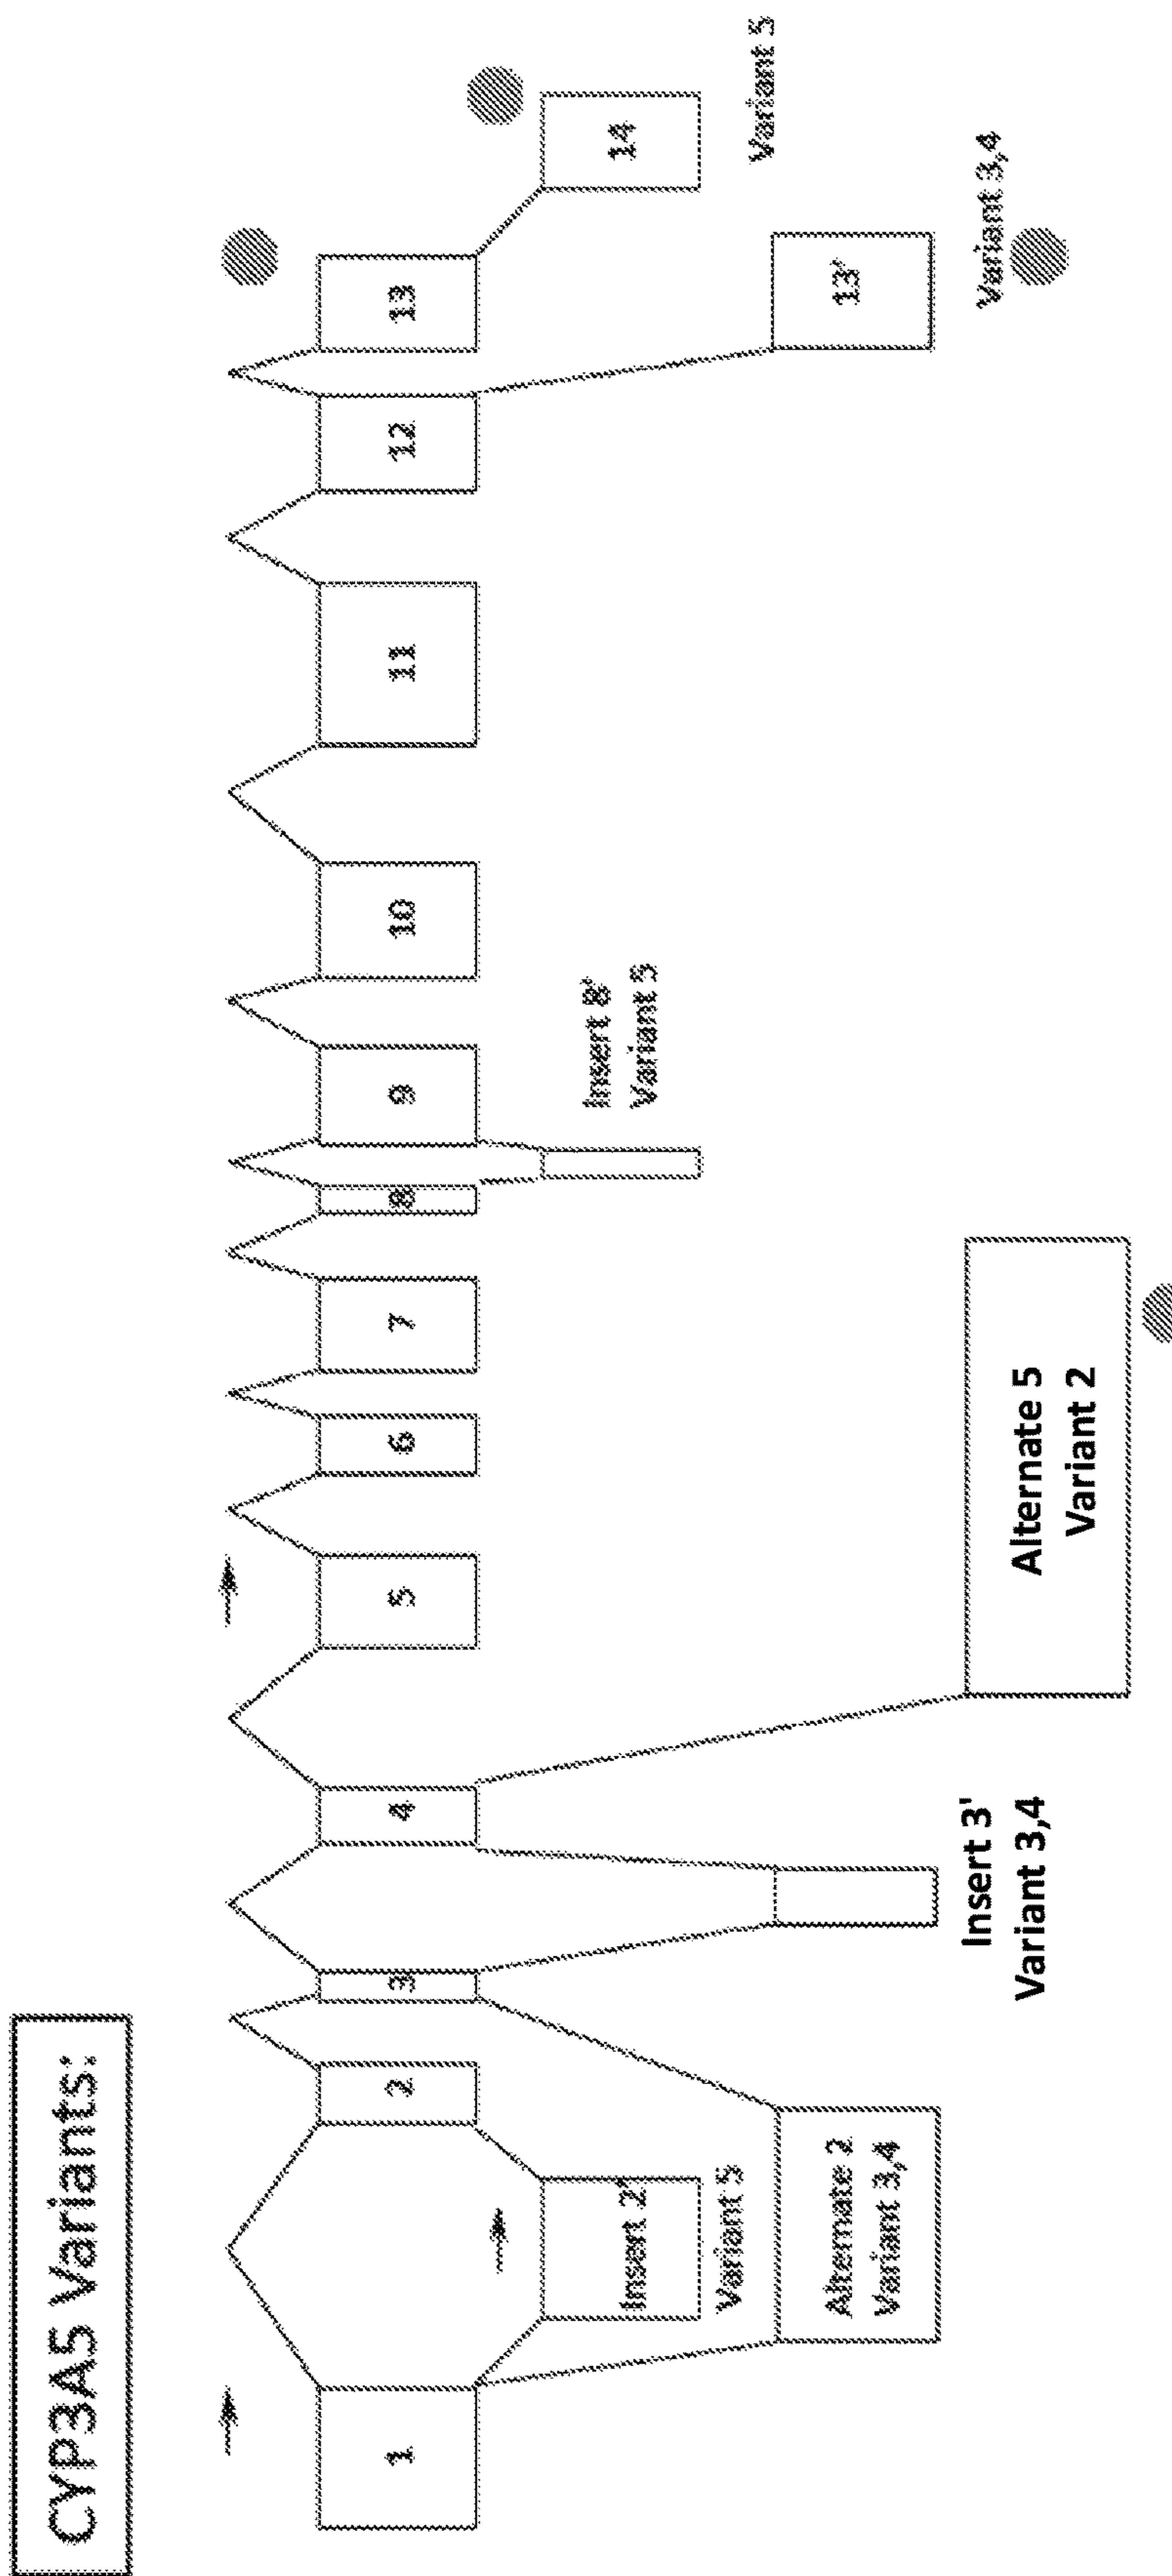 CYP3A5 Variants:
1
2
3
4
5
6
7
8
9
10
11
12
13
Insert 2'
Variant 5
Insert 8'
Variant 5
14
Variant 5
Alternate 2
Variant 3,4
Insert 3'
Variant 3,4
Alternate 5
Variant 2
13'
Variant 3,4